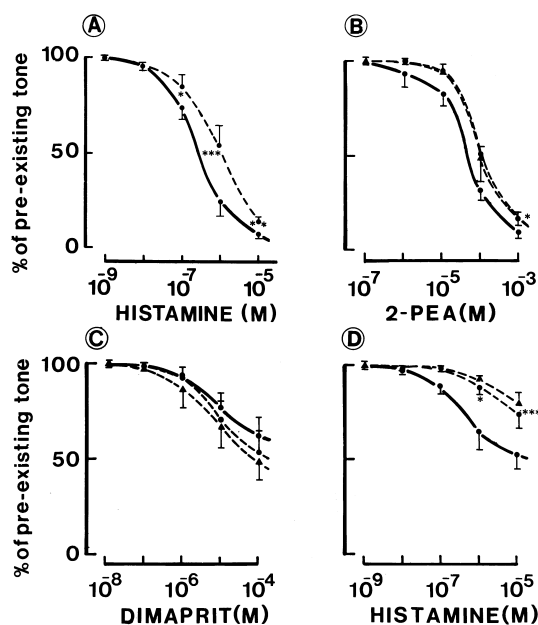 A
B
100
50
0
% of pre-existing tone
*
***
**
*
10⁻⁹ 10⁻⁷ 10⁻⁵
HISTAMINE (M)
10⁻⁷ 10⁻⁵ 10⁻³
2-PEA(M)
C
D
100
50
0
% of pre-existing tone
*
***
10⁻⁸ 10⁻⁶ 10⁻⁴
DIMAPRIT(M)
10⁻⁹ 10⁻⁷ 10⁻⁵
HISTAMINE(M)